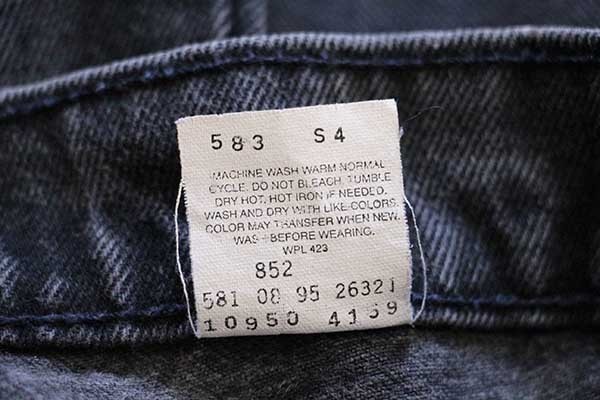 583 S4
MACHINE WASH WARM NORMAL
CYCLE. DO NOT BLEACH. TUMBLE
DRY HOT. HOT IRON IF NEEDED.
WASH AND DRY WITH LIKE COLORS.
COLOR MAY TRANSFER WHEN NEW.
WASH BEFORE WEARING.
WPL 423
852
581 08 95 26321
10950 4159